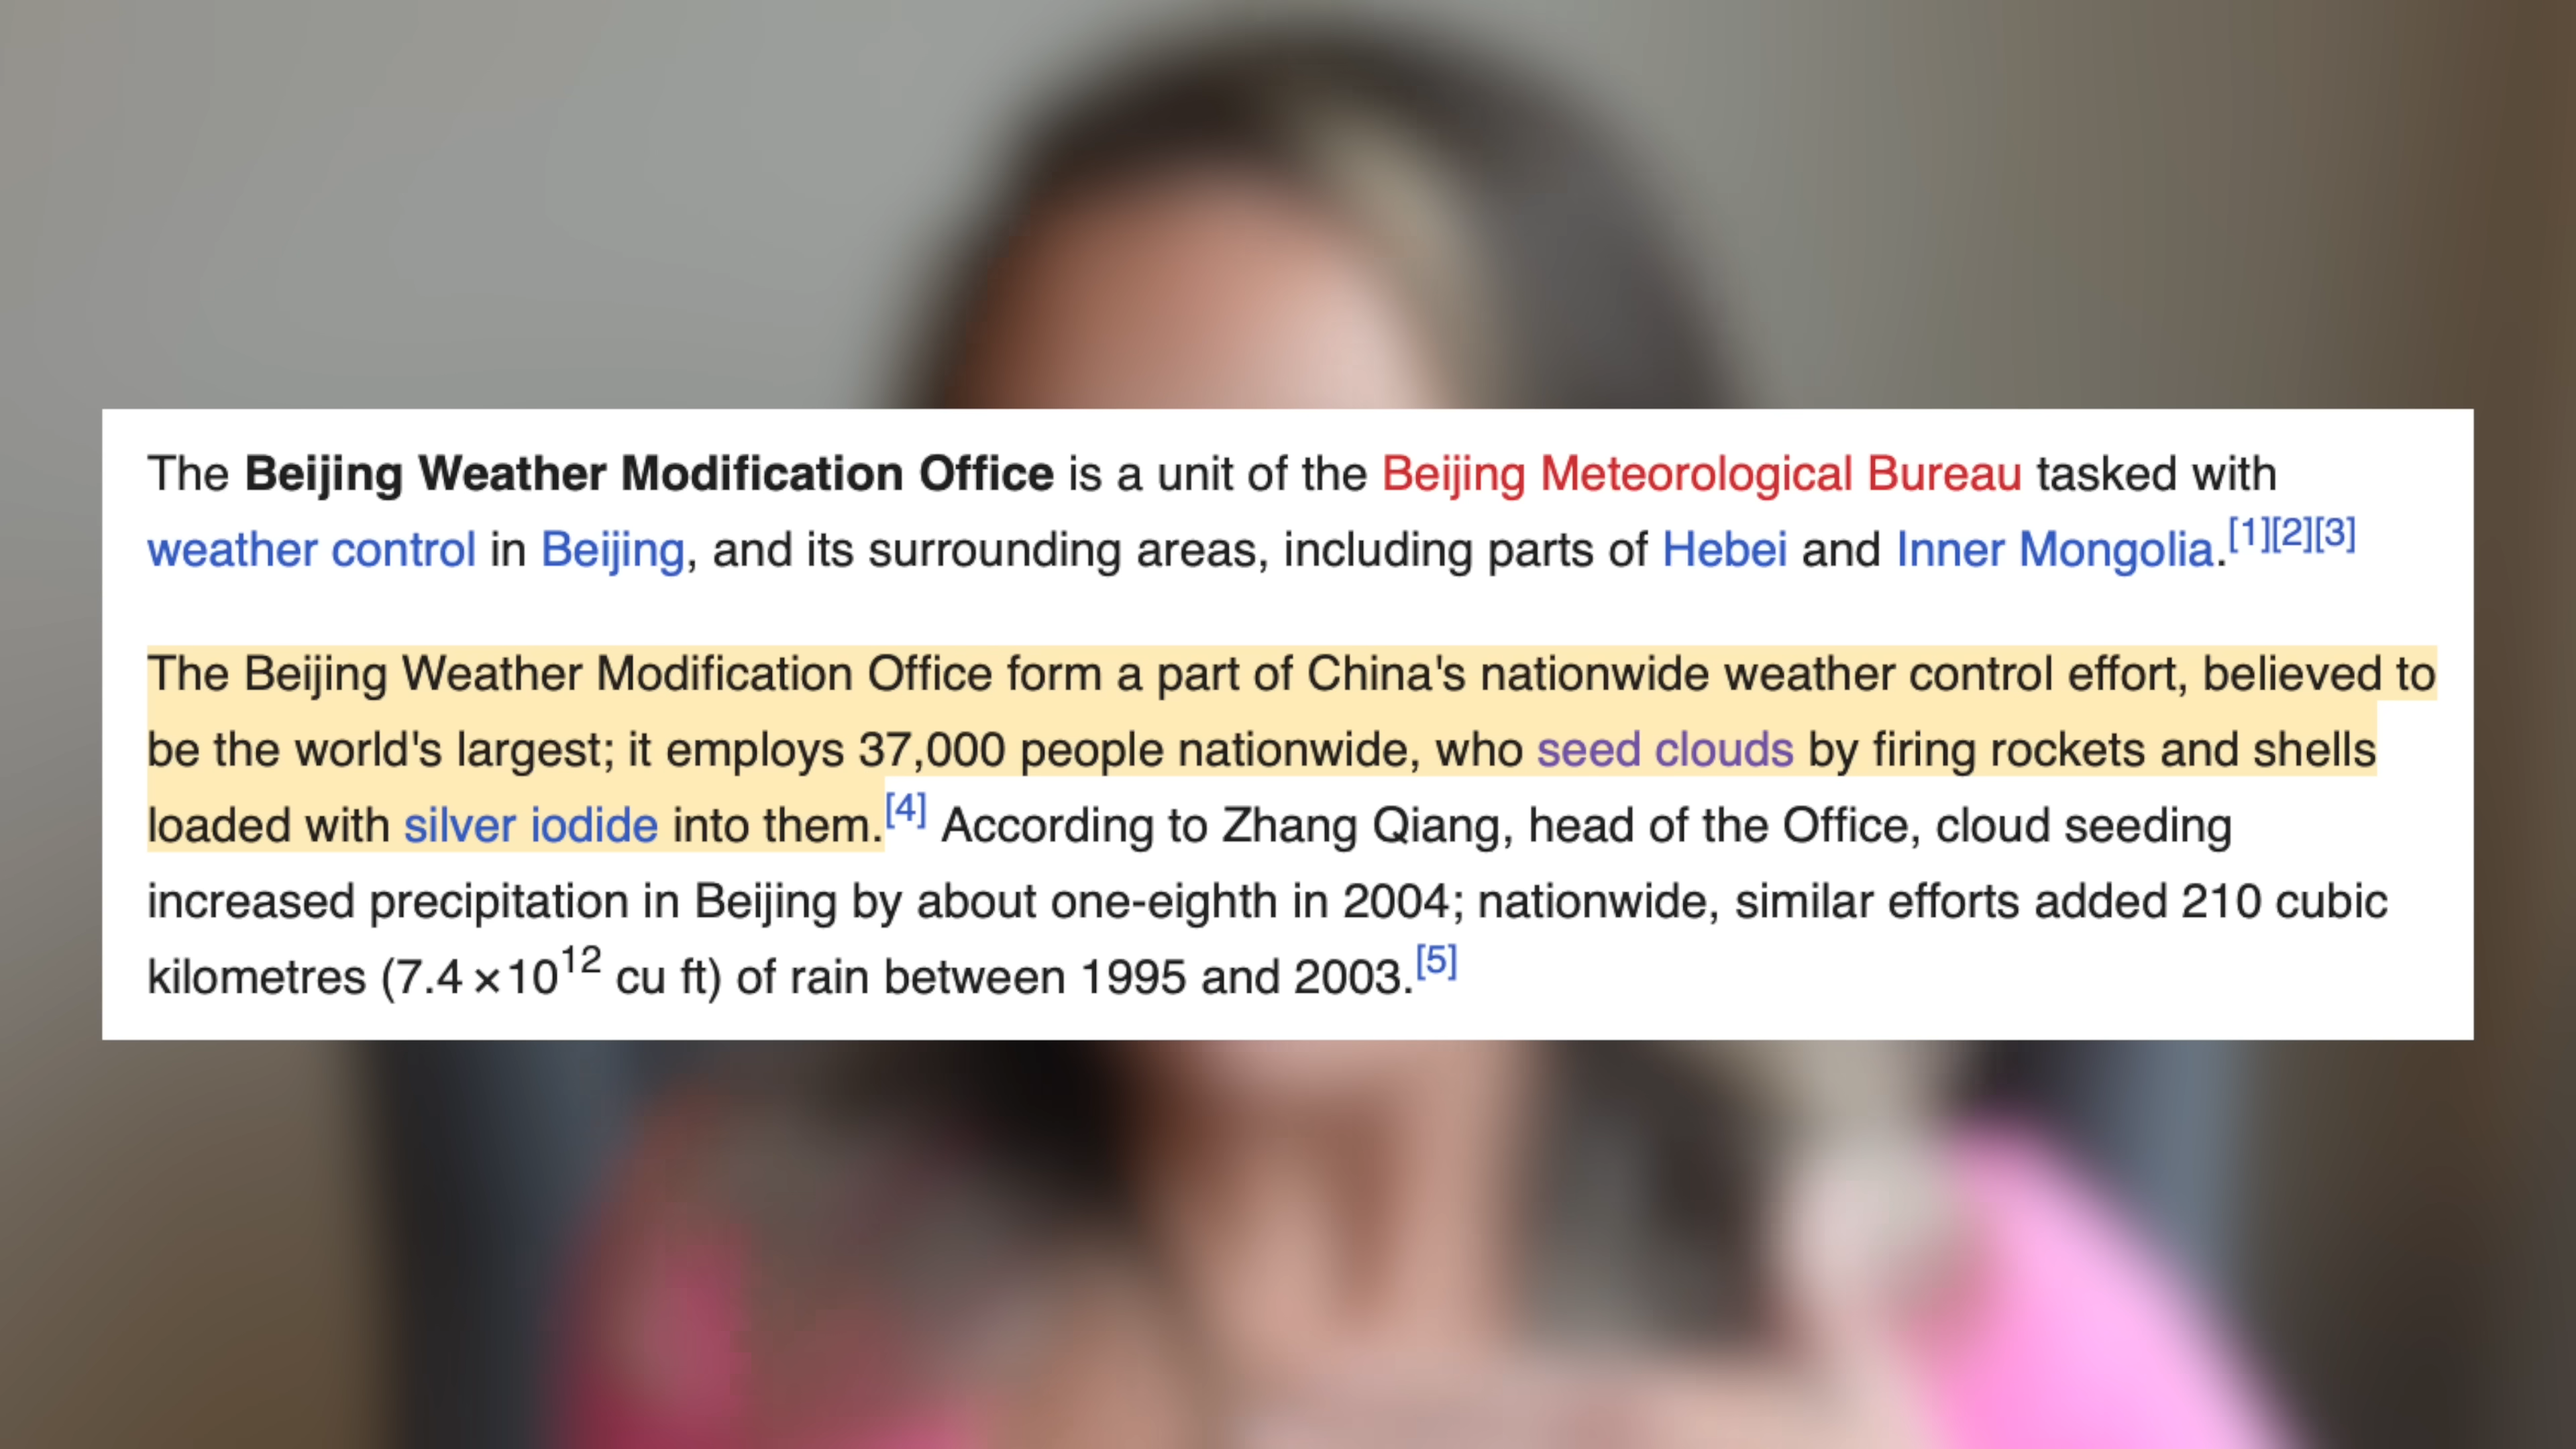 The Beijing Weather Modification Office is a unit of the Beijing Meteorological Bureau tasked with
weather control in Beijing, and its surrounding areas, including parts of Hebei and Inner Mongolia.[1][2][3]
The Beijing Weather Modification Office form a part of China's nationwide weather control effort, believed to
be the world's largest; it employs 37,000 people nationwide, who seed clouds by firing rockets and shells
loaded with silver iodide into them.[4] According to Zhang Qiang, head of the Office, cloud seeding
increased precipitation in Beijing by about one-eighth in 2004; nationwide, similar efforts added 210 cubic
kilometres (7.4×10¹² cu ft) of rain between 1995 and 2003.[5]